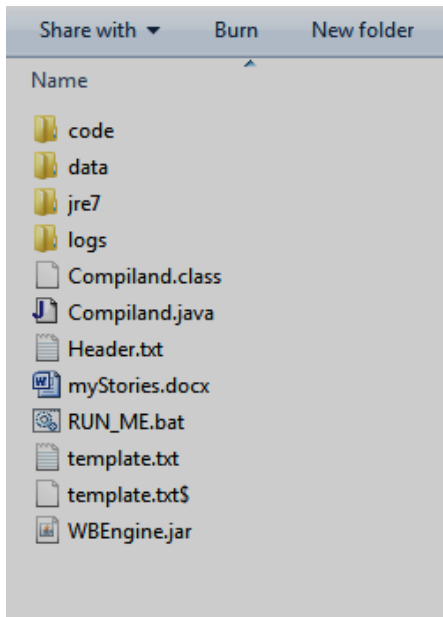 Share with Burn New folder
Name
code
data
jre7
logs
Compiland.class
Compiland.java
Header.txt
myStories.docx
RUN_ME.bat
template.txt
template.txt$
WBEngine.jar